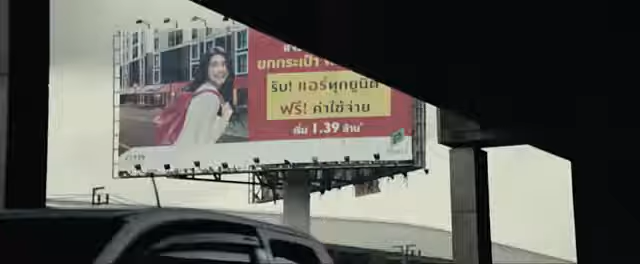 ยกกระเป๋า
รับ! แอร์ทุกยูนิต
ฟรี! ค่าใช้จ่าย
เริ่ม 1.39 ล้าน*